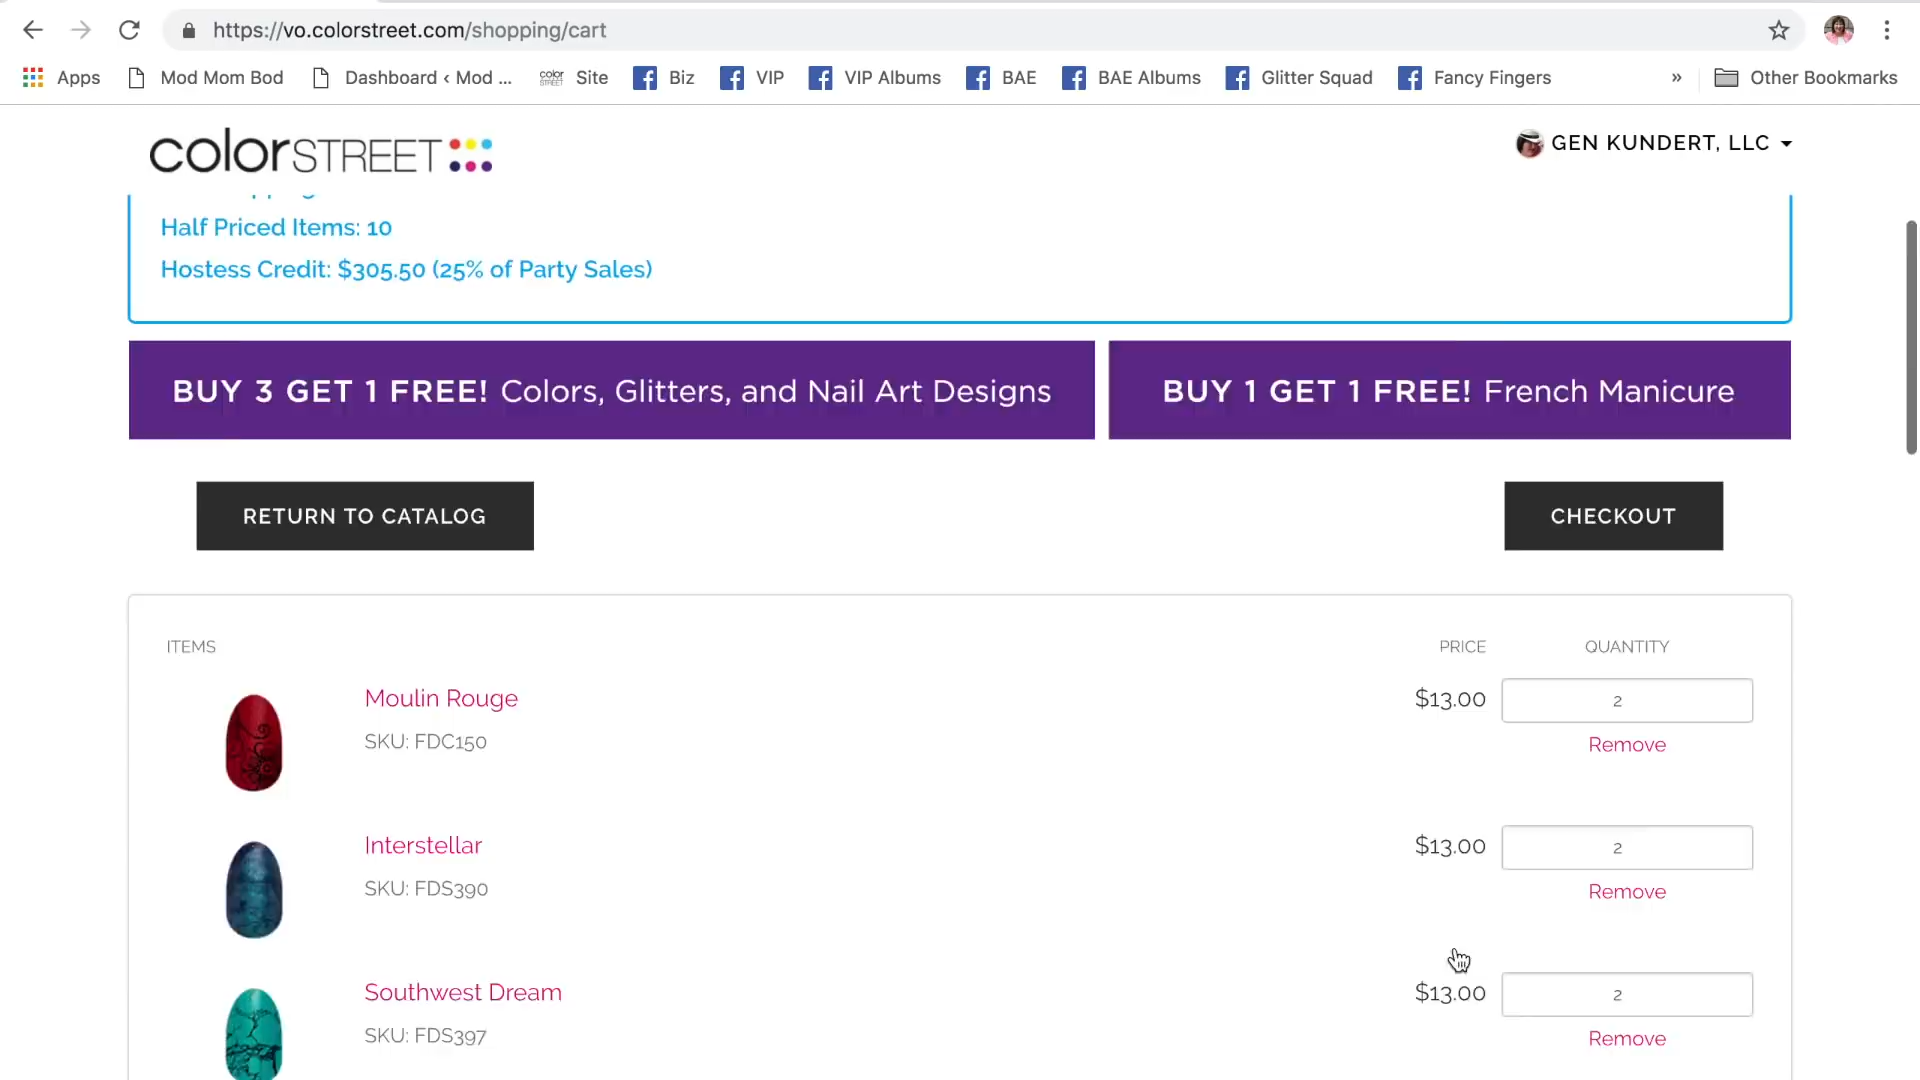 https://vo.colorstreet.com/shopping/cart
Apps Mod Mom Bod Dashboard ‹ Mod ... color STREET Site Biz VIP VIP Albums BAE BAE Albums Glitter Squad Fancy Fingers » Other Bookmarks
colorSTREET GEN KUNDERT, LLC
Half Priced Items: 10
Hostess Credit: $305.50 (25% of Party Sales)
BUY 3 GET 1 FREE! Colors, Glitters, and Nail Art Designs BUY 1 GET 1 FREE! French Manicure
RETURN TO CATALOG CHECKOUT
ITEMS PRICE QUANTITY
Moulin Rouge $13.00 2
SKU: FDC150 Remove
Interstellar $13.00 2
SKU: FDS390 Remove
Southwest Dream $13.00 2
SKU: FDS397 Remove